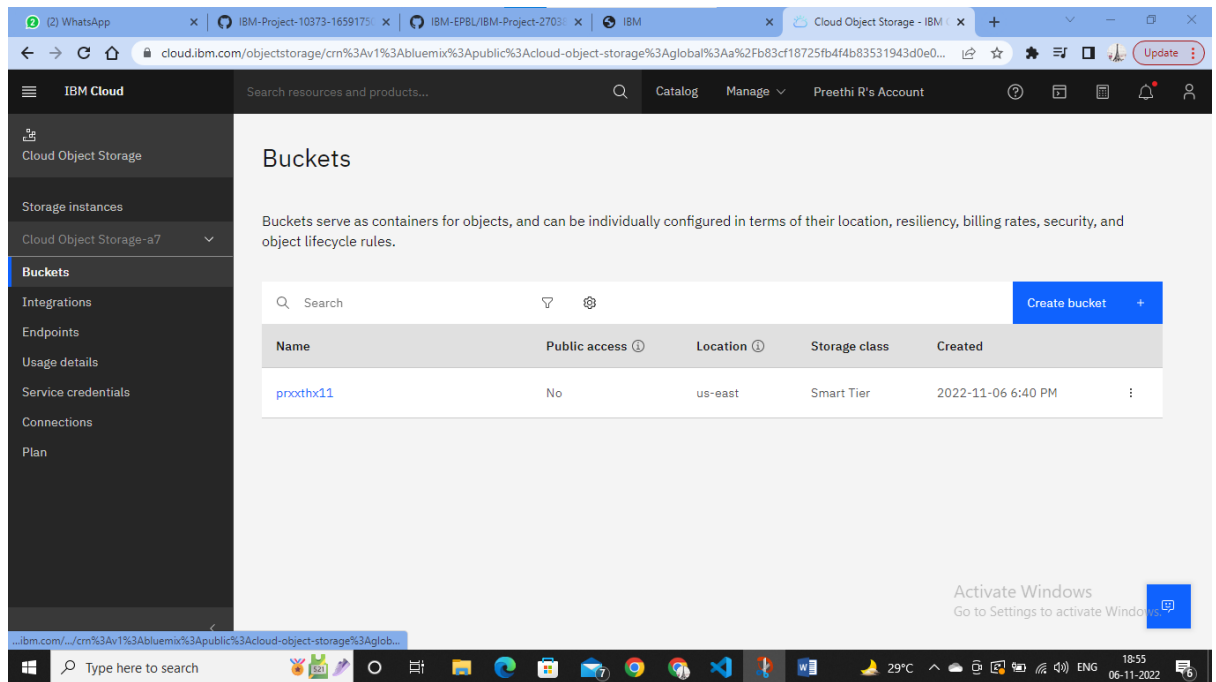 (2) WhatsApp
IBM-Project-10373-1659175
IBM-EPBL/IBM-Project-2703
IBM
Cloud Object Storage - IBM C
cloud.ibm.com/objectstorage/crn%3Av1%3Abluemix%3Apublic%3Acloud-object-storage%3Aglobal%3Aa%2Fb83cf18725fb4f4b83531943d0e0...
Update
IBM Cloud
Search resources and products...
Catalog
Manage
Preethi R's Account
Cloud Object Storage
Storage instances
Cloud Object Storage-a7
Buckets
Integrations
Endpoints
Usage details
Service credentials
Connections
Plan
Buckets
Buckets serve as containers for objects, and can be individually configured in terms of their location, resiliency, billing rates, security, and
object lifecycle rules.
Search
Create bucket +
Name Public access Location Storage class Created
prxxthx11 No us-east Smart Tier 2022-11-06 6:40 PM
Activate Windows
Go to Settings to activate Windows.
...ibm.com/.../crn%3Av1%3Abluemix%3Apublic%3Acloud-object-storage%3Aglob...
Type here to search
7
29°C
ENG
18:55
06-11-2022
6